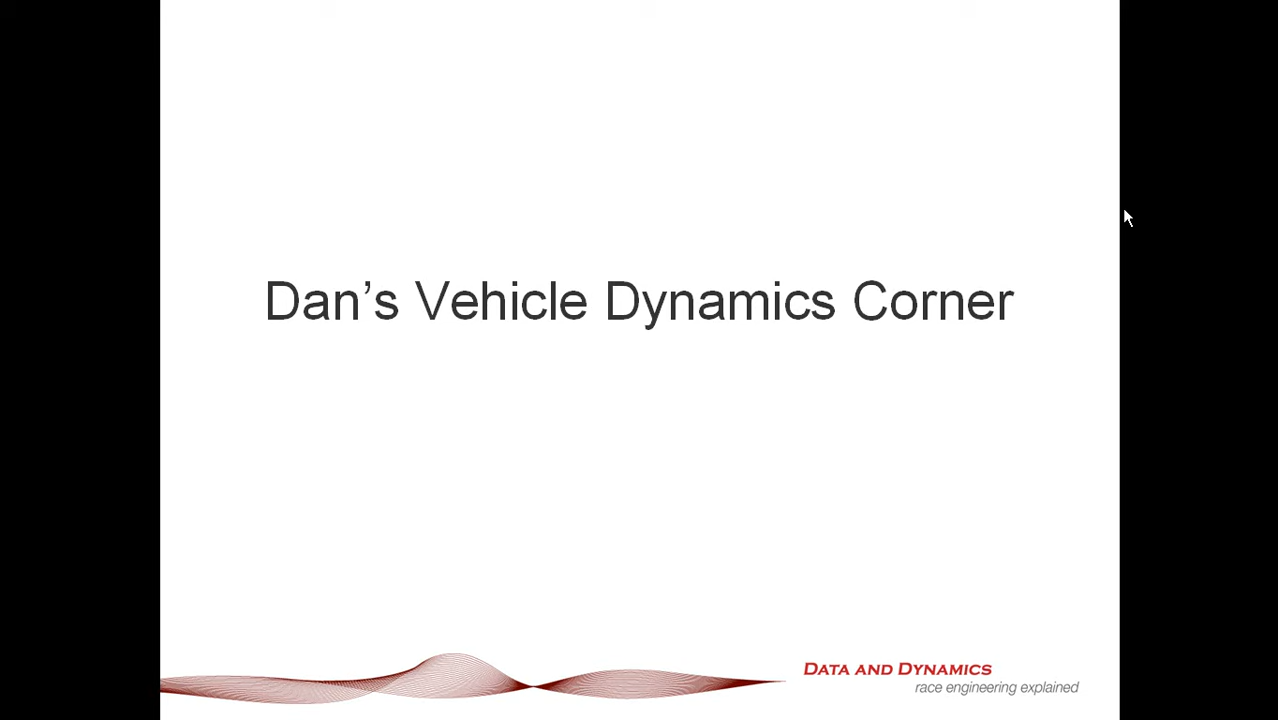 Dan’s Vehicle Dynamics Corner
DATA AND DYNAMICS
race engineering explained